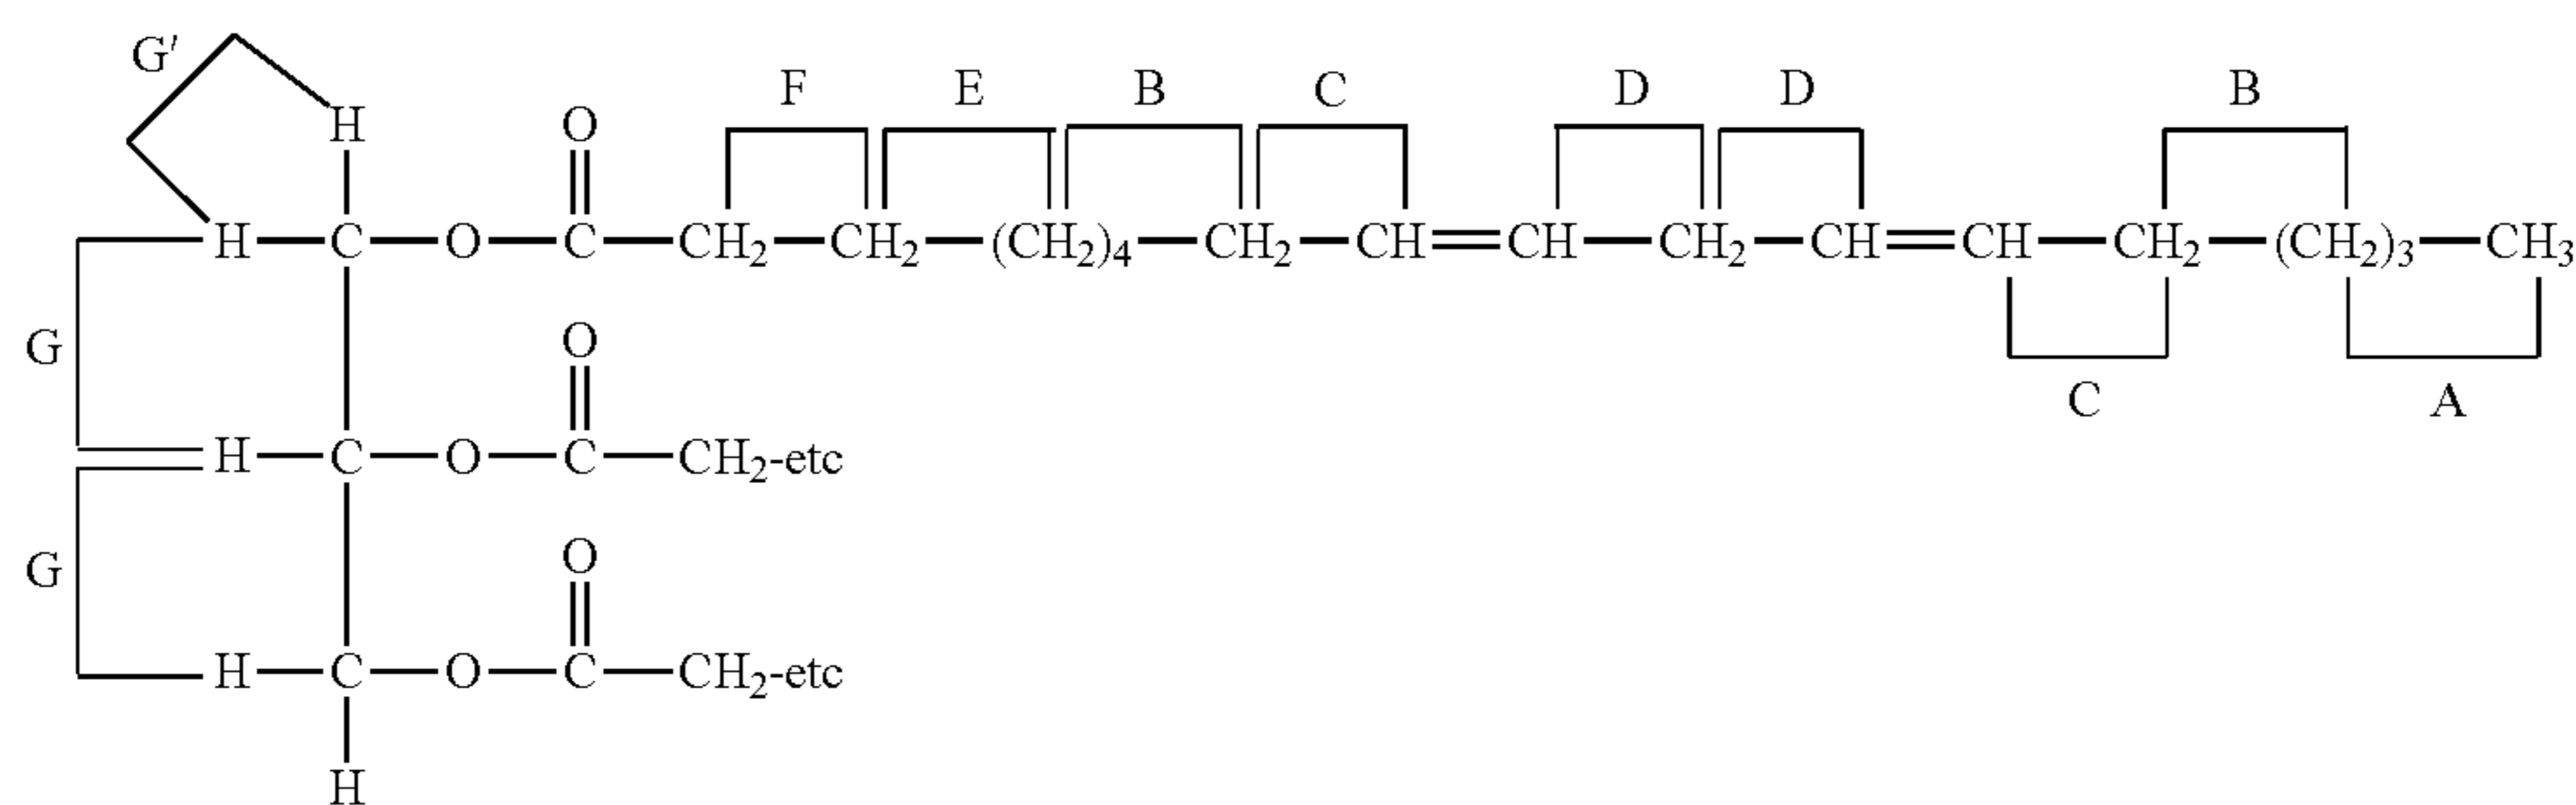 G′ F E B C D D B
H O
H—C—O—C—CH₂—CH₂—(CH₂)₄—CH₂—CH=CH—CH₂—CH=CH—CH₂—(CH₂)₃—CH₃
G O C A
H—C—O—C—CH₂-etc
G O
H—C—O—C—CH₂-etc
H